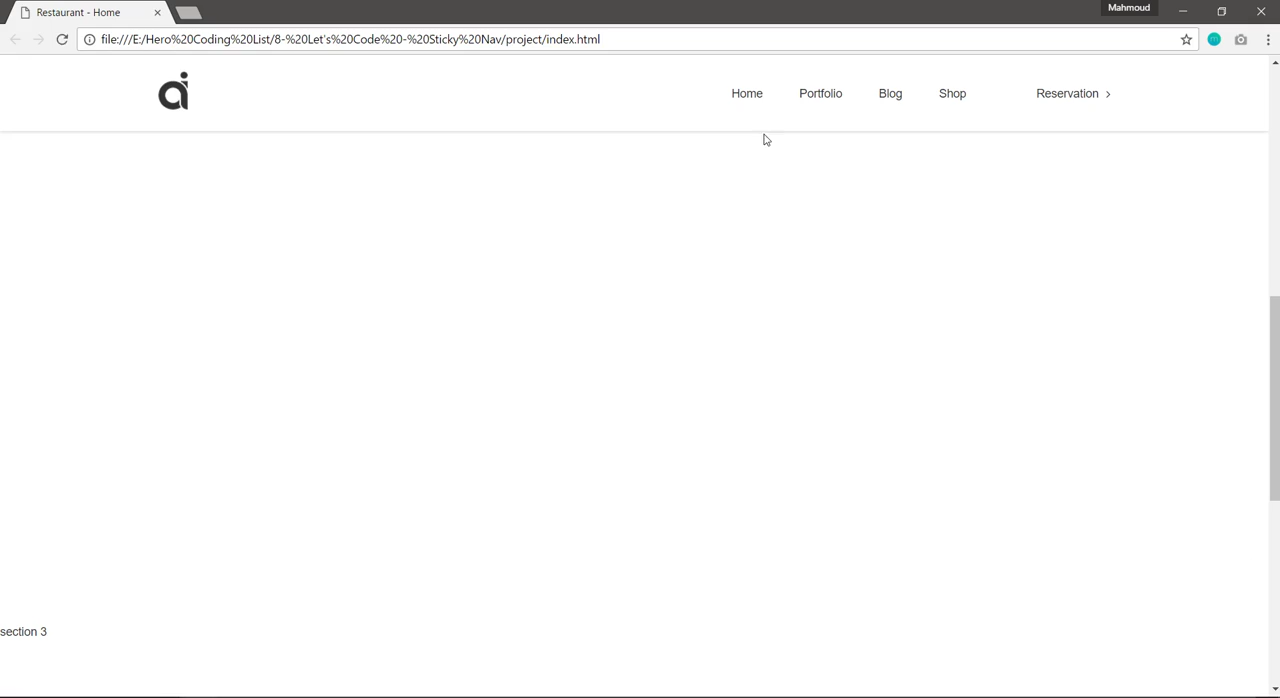 Restaurant - Home
Mahmoud
file:///E:/Hero%20Coding%20List/8-%20Let's%20Code%20-%20Sticky%20Nav/project/index.html
ai
Home Portfolio Blog Shop Reservation >
section 3